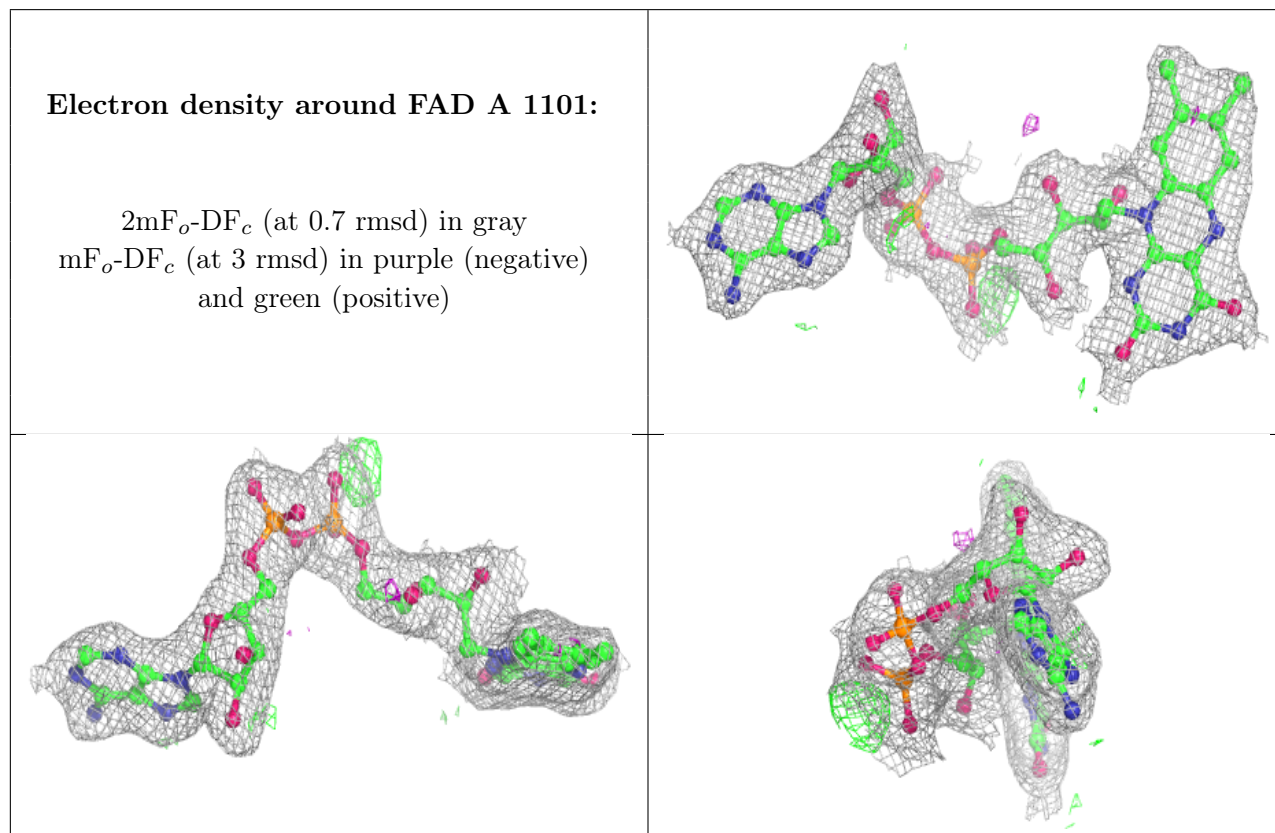 Electron density around FAD A 1101:
2mFo-DFc (at 0.7 rmsd) in gray
mFo-DFc (at 3 rmsd) in purple (negative)
and green (positive)